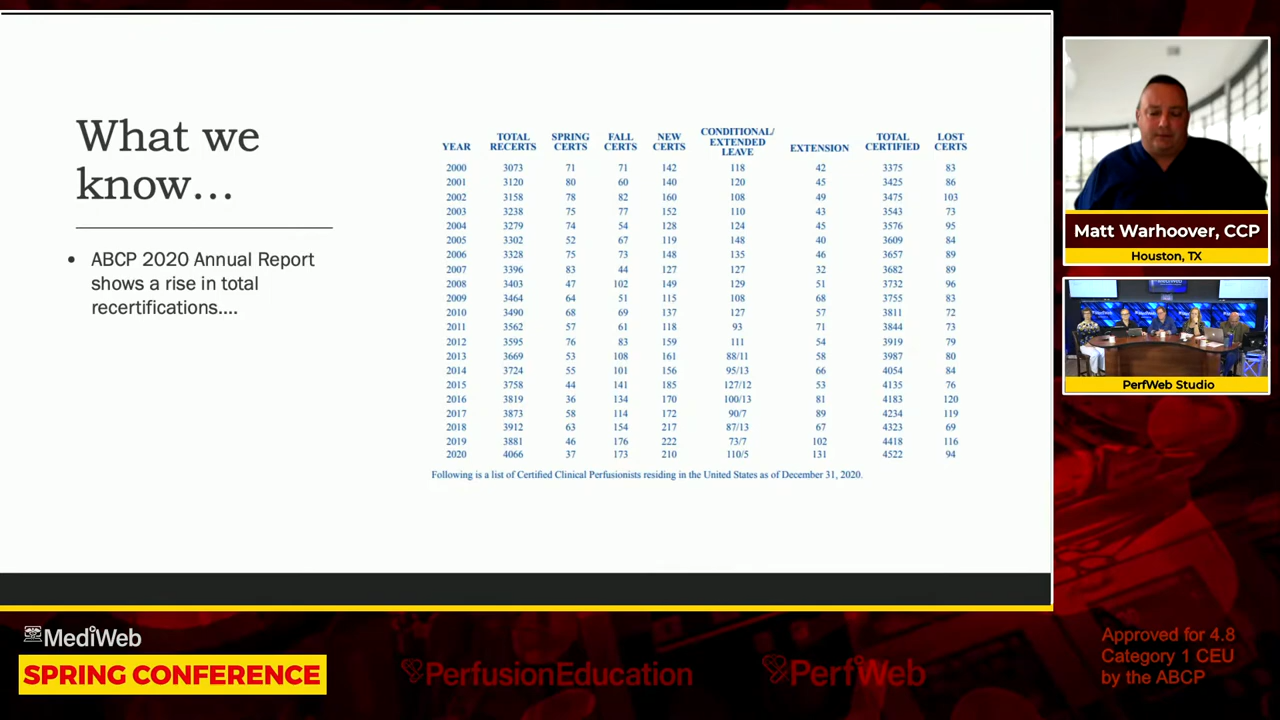 What we
know...
• ABCP 2020 Annual Report
shows a rise in total
recertifications....
YEAR TOTAL RECERTS SPRING CERTS FALL CERTS NEW CERTS CONDITIONAL/ EXTENDED LEAVE EXTENSION TOTAL CERTIFIED LOST CERTS
2000 3073 71 71 142 118 42 3375 83
2001 3120 80 60 140 120 45 3425 86
2002 3158 78 82 160 108 49 3475 103
2003 3238 75 77 152 110 43 3543 73
2004 3279 74 54 128 124 45 3576 95
2005 3302 52 67 119 148 40 3609 84
2006 3328 75 73 148 135 46 3657 89
2007 3396 83 44 127 127 32 3682 89
2008 3403 47 102 149 129 51 3732 96
2009 3464 64 51 115 108 68 3755 83
2010 3490 68 69 137 127 57 3811 72
2011 3562 57 61 118 93 71 3844 73
2012 3595 76 83 159 111 54 3919 79
2013 3669 53 108 161 88/11 58 3987 80
2014 3724 55 101 156 95/13 66 4054 84
2015 3758 44 141 185 127/12 53 4135 76
2016 3819 36 134 170 100/13 81 4183 120
2017 3873 58 114 172 90/7 89 4234 119
2018 3912 63 154 217 87/13 67 4323 69
2019 3881 46 176 222 73/7 102 4418 116
2020 4066 37 173 210 110/5 131 4522 94
Following is a list of Certified Clinical Perfusionists residing in the United States as of December 31, 2020.
Matt Warhoover, CCP
Houston, TX
PerfWeb Studio
MediWeb
SPRING CONFERENCE
PerfusionEducation
PerfWeb
Approved for 4.8
Category 1 CEU
by the ABCP